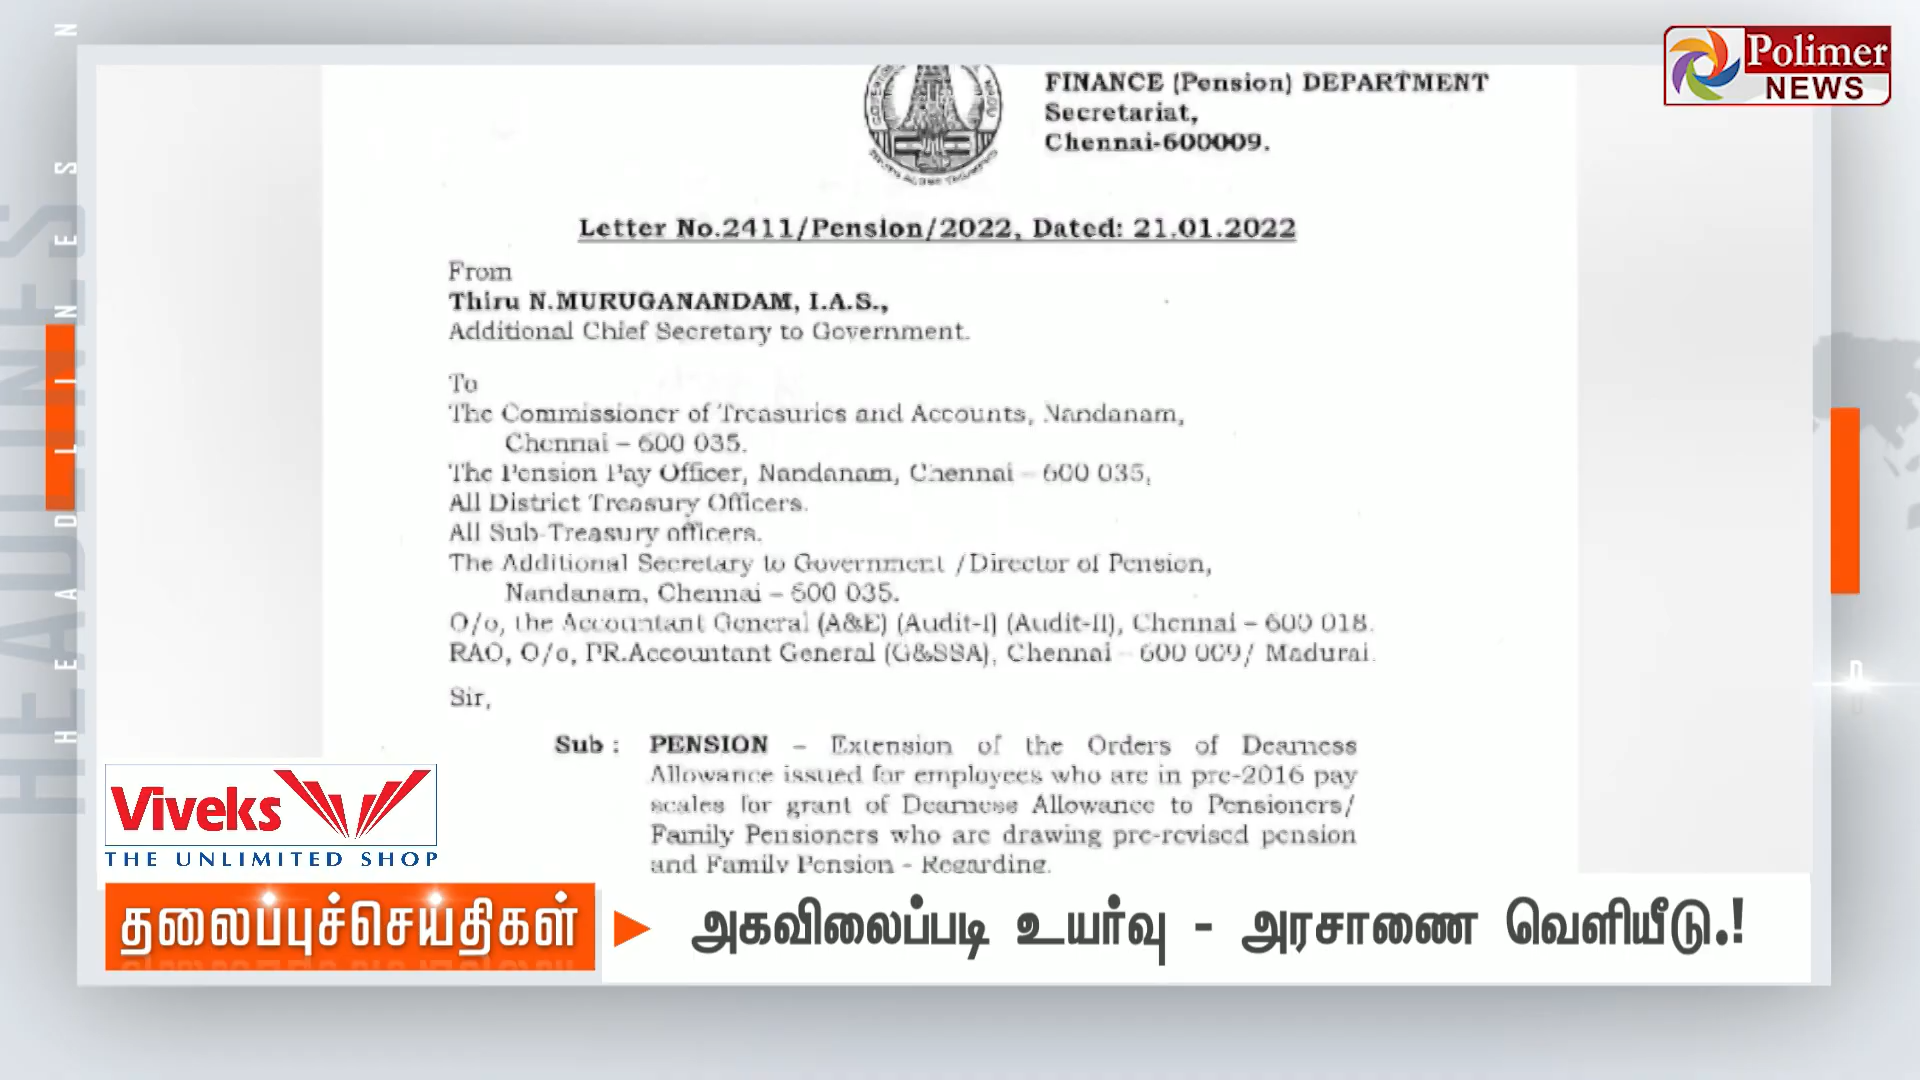 Polimer
NEWS
FINANCE (Pension) DEPARTMENT
Secretariat,
Chennai-600009.
Letter No.2411/Pension/2022, Dated: 21.01.2022
From
Thiru N.MURUGANANDAM, I.A.S.,
Additional Chief Secretary to Government.
To
The Commissioner of Treasuries and Accounts, Nandanam,
Chennai – 600 035.
The Pension Pay Officer, Nandanam, Chennai – 600 035,
All District Treasury Officers.
All Sub-Treasury officers.
The Additional Secretary to Government /Director of Pension,
Nandanam, Chennai – 600 035.
O/o, the Accountant General (A&E) (Audit-I) (Audit-II), Chennai – 600 018.
RAO, O/o, PR.Accountant General (G&SSA), Chennai – 600 009/ Madurai.
Sir,
Sub : PENSION – Extension of the Orders of Dearness
Allowance issued for employees who are in pre-2016 pay
scales for grant of Dearness Allowance to Pensioners/
Family Pensioners who are drawing pre-revised pension
and Family Pension - Regarding.
Viveks
THE UNLIMITED SHOP
தலைப்புச்செய்திகள்
அகவிலைப்படி உயர்வு - அரசாணை வெளியீடு.!
HEADLINES
HEADLINES N